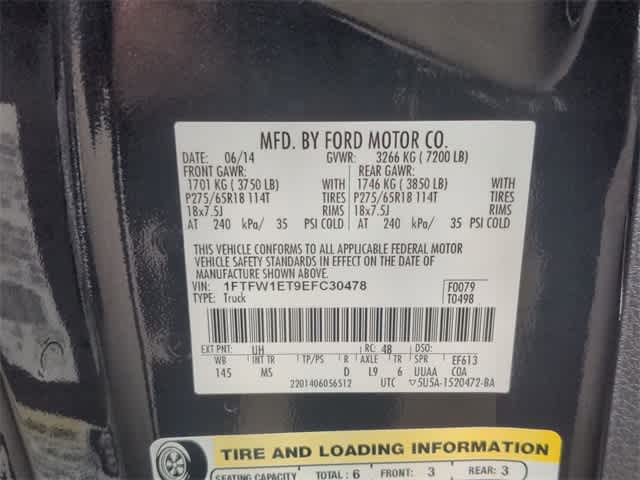 MFD. BY FORD MOTOR CO.
DATE: 06/14 GVWR: 3266 KG ( 7200 LB)
FRONT GAWR: REAR GAWR:
1701 KG ( 3750 LB) WITH 1746 KG ( 3850 LB) WITH
P275/65R18 114T TIRES P275/65R18 114T TIRES
18x7.5J RIMS 18x7.5J RIMS
AT 240 kPa/ 35 PSI COLD AT 240 kPa/ 35 PSI COLD
THIS VEHICLE CONFORMS TO ALL APPLICABLE FEDERAL MOTOR
VEHICLE SAFETY STANDARDS IN EFFECT ON THE DATE OF
MANUFACTURE SHOWN ABOVE.
VIN: 1FTFW1ET9EFC30478 F0079
TYPE: Truck T0498
EXT PNT: UH RC: 48 DSO:
WB INT TR TP/PS R AXLE TR SPR EF613
145 MS D L9 6 UUAA COA
2201406056512 UTC ▽5U5A-1520472-BA
TIRE AND LOADING INFORMATION
SEATING CAPACITY TOTAL : 6 FRONT: 3 REAR: 3